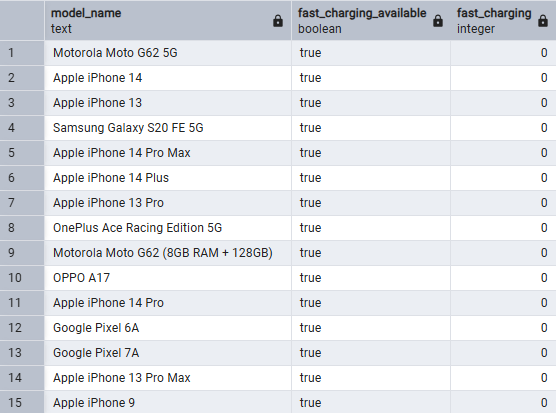 model_name fast_charging_available fast_charging
text boolean integer
1 Motorola Moto G62 5G true 0
2 Apple iPhone 14 true 0
3 Apple iPhone 13 true 0
4 Samsung Galaxy S20 FE 5G true 0
5 Apple iPhone 14 Pro Max true 0
6 Apple iPhone 14 Plus true 0
7 Apple iPhone 13 Pro true 0
8 OnePlus Ace Racing Edition 5G true 0
9 Motorola Moto G62 (8GB RAM + 128GB) true 0
10 OPPO A17 true 0
11 Apple iPhone 14 Pro true 0
12 Google Pixel 6A true 0
13 Google Pixel 7A true 0
14 Apple iPhone 13 Pro Max true 0
15 Apple iPhone 9 true 0